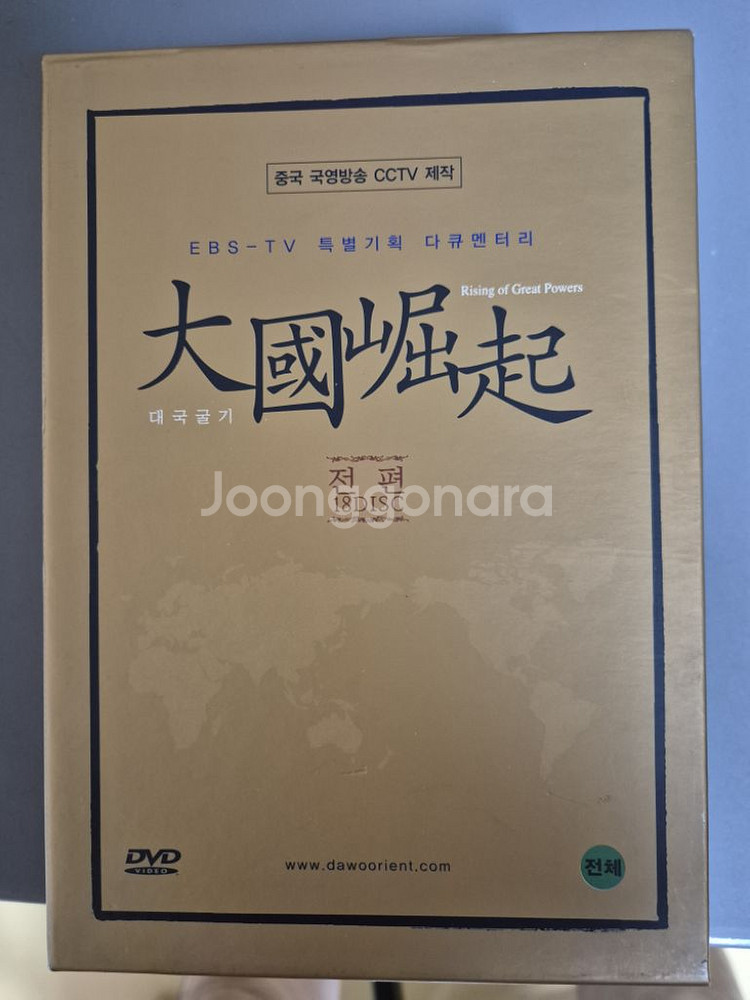 중국 국영방송 CCTV 제작
EBS-TV 특별기획 다큐멘터리
Rising of Great Powers
大國崛起
대국굴기
전 편
18DISC
Joonggonara
DVD
VIDEO
www.dawoorient.com
전체